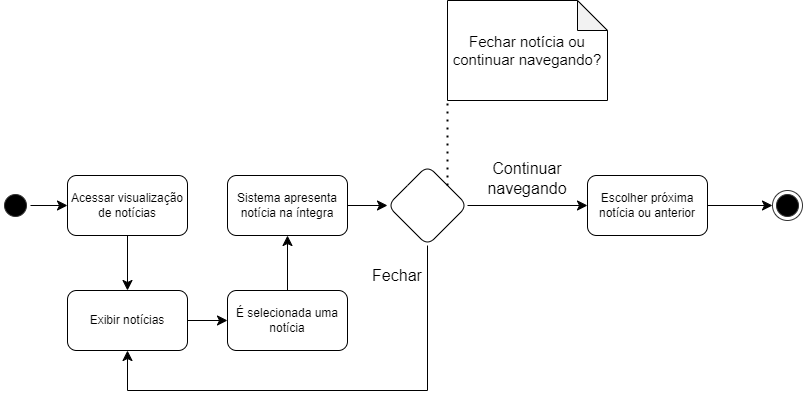 Fechar notícia ou
continuar navegando?
Acessar visualização
de notícias
Sistema apresenta
notícia na íntegra
Continuar
navegando
Escolher próxima
notícia ou anterior
Fechar
Exibir notícias
É selecionada uma
notícia